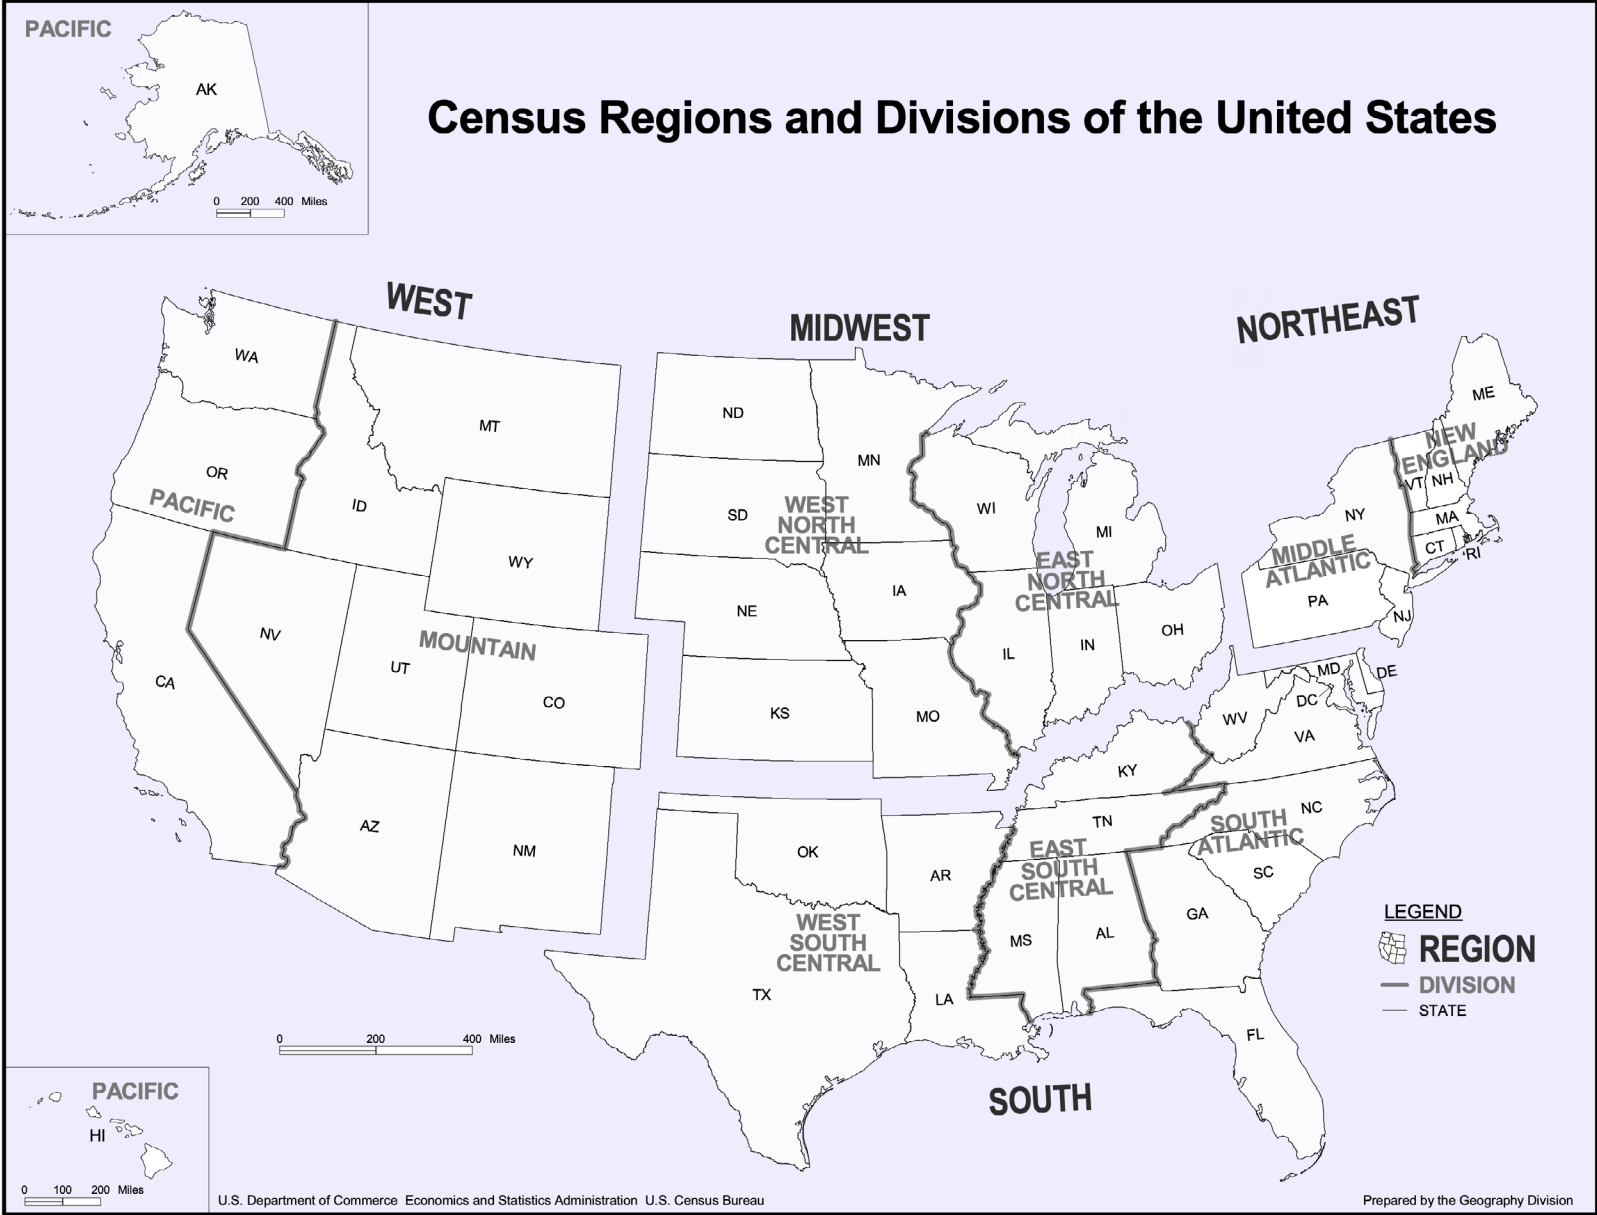 PACIFIC
AK
0 200 400 Miles
Census Regions and Divisions of the United States
WEST
MIDWEST
NORTHEAST
WA
MT
OR
ID
PACIFIC
WY
NV
UT
MOUNTAIN
CO
CA
AZ
NM
ND
MN
SD
WEST
NORTH
CENTRAL
NE
IA
KS
MO
WI
MI
EAST
NORTH
CENTRAL
IL
IN
OH
ME
NEW
ENGLAND
VT
NH
MA
CT
RI
NY
MIDDLE
ATLANTIC
PA
NJ
MD
DE
DC
WV
VA
KY
TN
NC
SOUTH
ATLANTIC
SC
GA
FL
EAST
SOUTH
CENTRAL
MS
AL
OK
AR
WEST
SOUTH
CENTRAL
TX
LA
SOUTH
LEGEND
REGION
DIVISION
STATE
0 200 400 Miles
PACIFIC
HI
0 100 200 Miles
U.S. Department of Commerce Economics and Statistics Administration U.S. Census Bureau
Prepared by the Geography Division